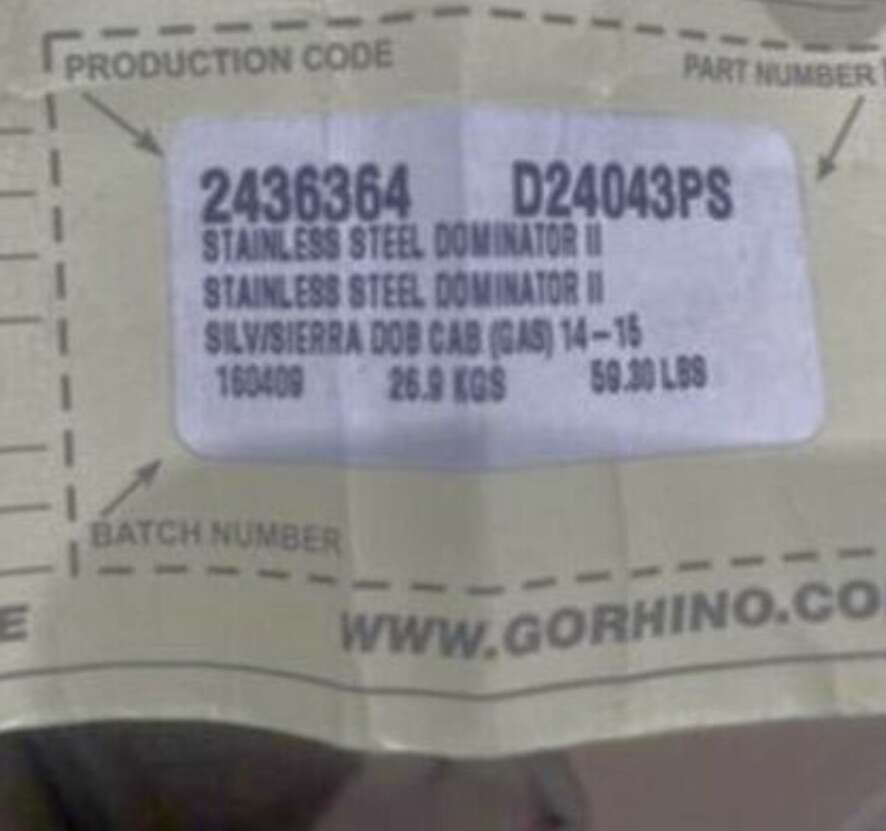 PRODUCTION CODE
PART NUMBER
2436364 D24043PS
STAINLESS STEEL DOMINATOR II
STAINLESS STEEL DOMINATOR II
SILV/SIERRA DOB CAB (GAS) 14-15
160409 26.9 KGS 59.30 LBS
BATCH NUMBER
E
WWW.GORHINO.CO